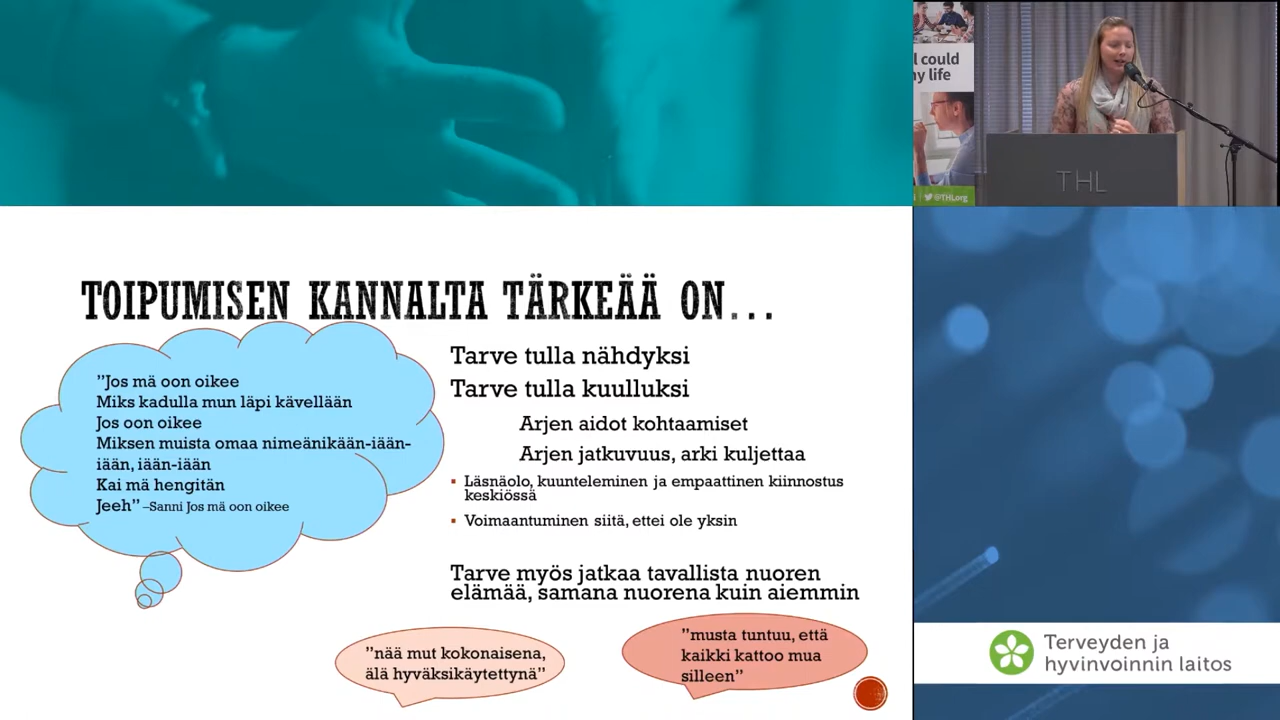 TOIPUMISEN KANNALTA TÄRKEÄÄ ON...
"Jos mä oon oikee
Miks kadulla mun läpi kävellään
Jos oon oikee
Miksen muista omaa nimeänikään-iään-
iään, iään-iään
Kai mä hengitän
Jeeh" –Sanni Jos mä oon oikee
Tarve tulla nähdyksi
Tarve tulla kuulluksi
Arjen aidot kohtaamiset
Arjen jatkuvuus, arki kuljettaa
▪ Läsnäolo, kuunteleminen ja empaattinen kiinnostus
keskiössä
▪ Voimaantuminen siitä, ettei ole yksin
Tarve myös jatkaa tavallista nuoren
elämää, samana nuorena kuin aiemmin
"nää mut kokonaisena,
älä hyväksikäytettynä"
"musta tuntuu, että
kaikki kattoo mua
silleen"
I could
my life
@THLorg
THL
Terveyden ja
hyvinvoinnin laitos